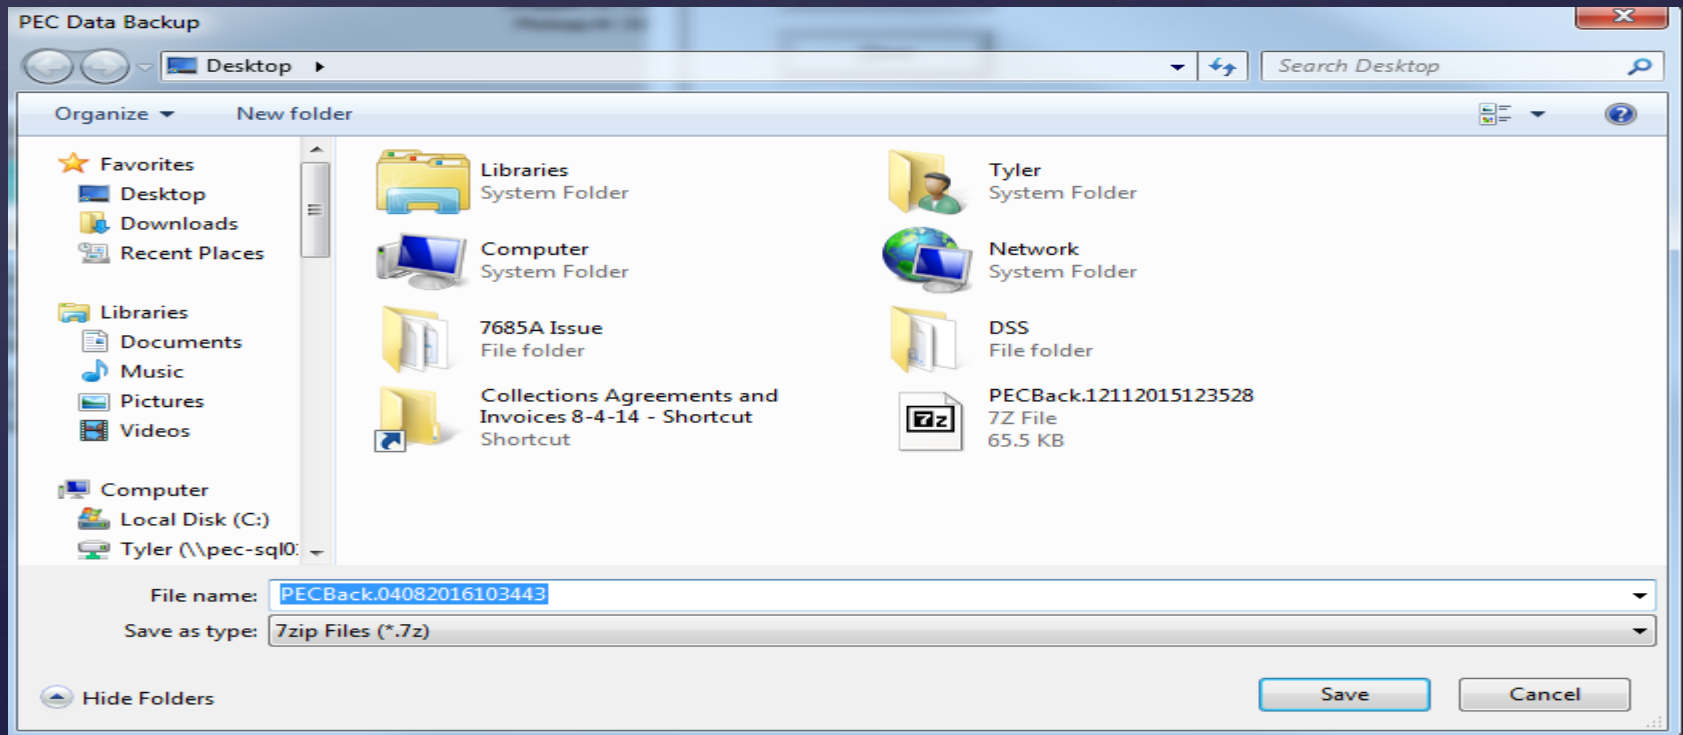 PEC Data Backup
Desktop
Search Desktop
Organize
New folder
Favorites
Desktop
Downloads
Recent Places
Libraries
Documents
Music
Pictures
Videos
Computer
Local Disk (C:)
Tyler (\\pec-sql0
Libraries
System Folder
Tyler
System Folder
Computer
System Folder
Network
System Folder
7685A Issue
File folder
DSS
File folder
Collections Agreements and
Invoices 8-4-14 - Shortcut
Shortcut
7z
PECBack.12112015123528
7Z File
65.5 KB
File name: PECBack.04082016103443
Save as type: 7zip Files (*.7z)
Hide Folders
Save
Cancel